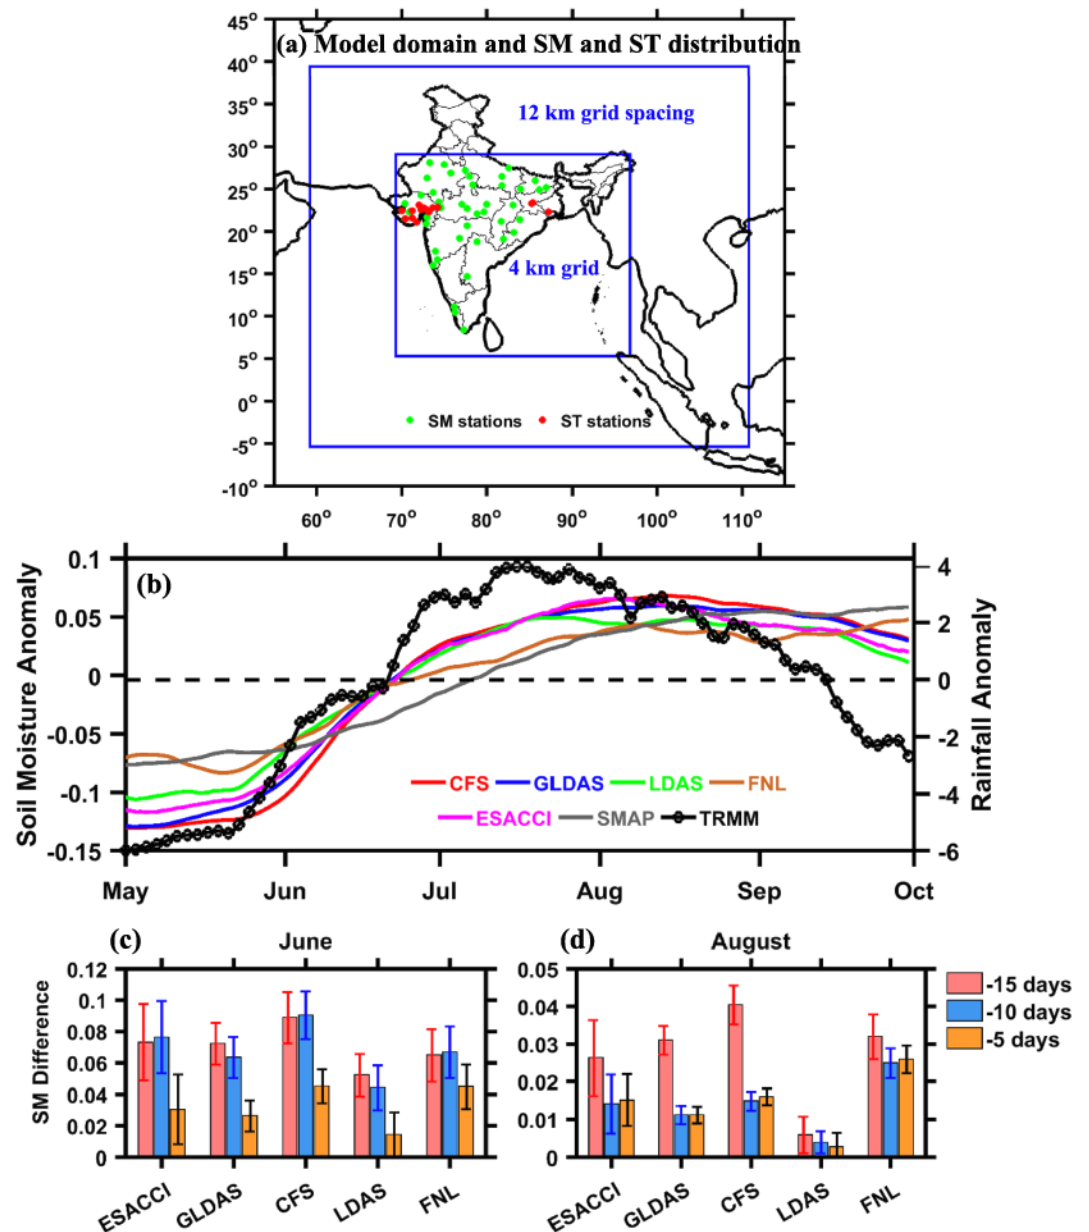 (a) Model domain and SM and ST distribution
45°
40°
35°
30°
25°
20°
15°
10°
5°
0°
-5°
-10°
12 km grid spacing
4 km grid
SM stations ST stations
60° 70° 80° 90° 100° 110°
(b)
Soil Moisture Anomaly
0.1
0.05
0
-0.05
-0.1
-0.15
4
2
0
-2
-4
-6
Rainfall Anomaly
CFS GLDAS LDAS FNL
ESACCI SMAP TRMM
May Jun Jul Aug Sep Oct
(c) June
SM Difference
0.12
0.1
0.08
0.06
0.04
0.02
0
ESACCI GLDAS CFS LDAS FNL
(d) August
0.05
0.04
0.03
0.02
0.01
0
ESACCI GLDAS CFS LDAS FNL
-15 days
-10 days
-5 days